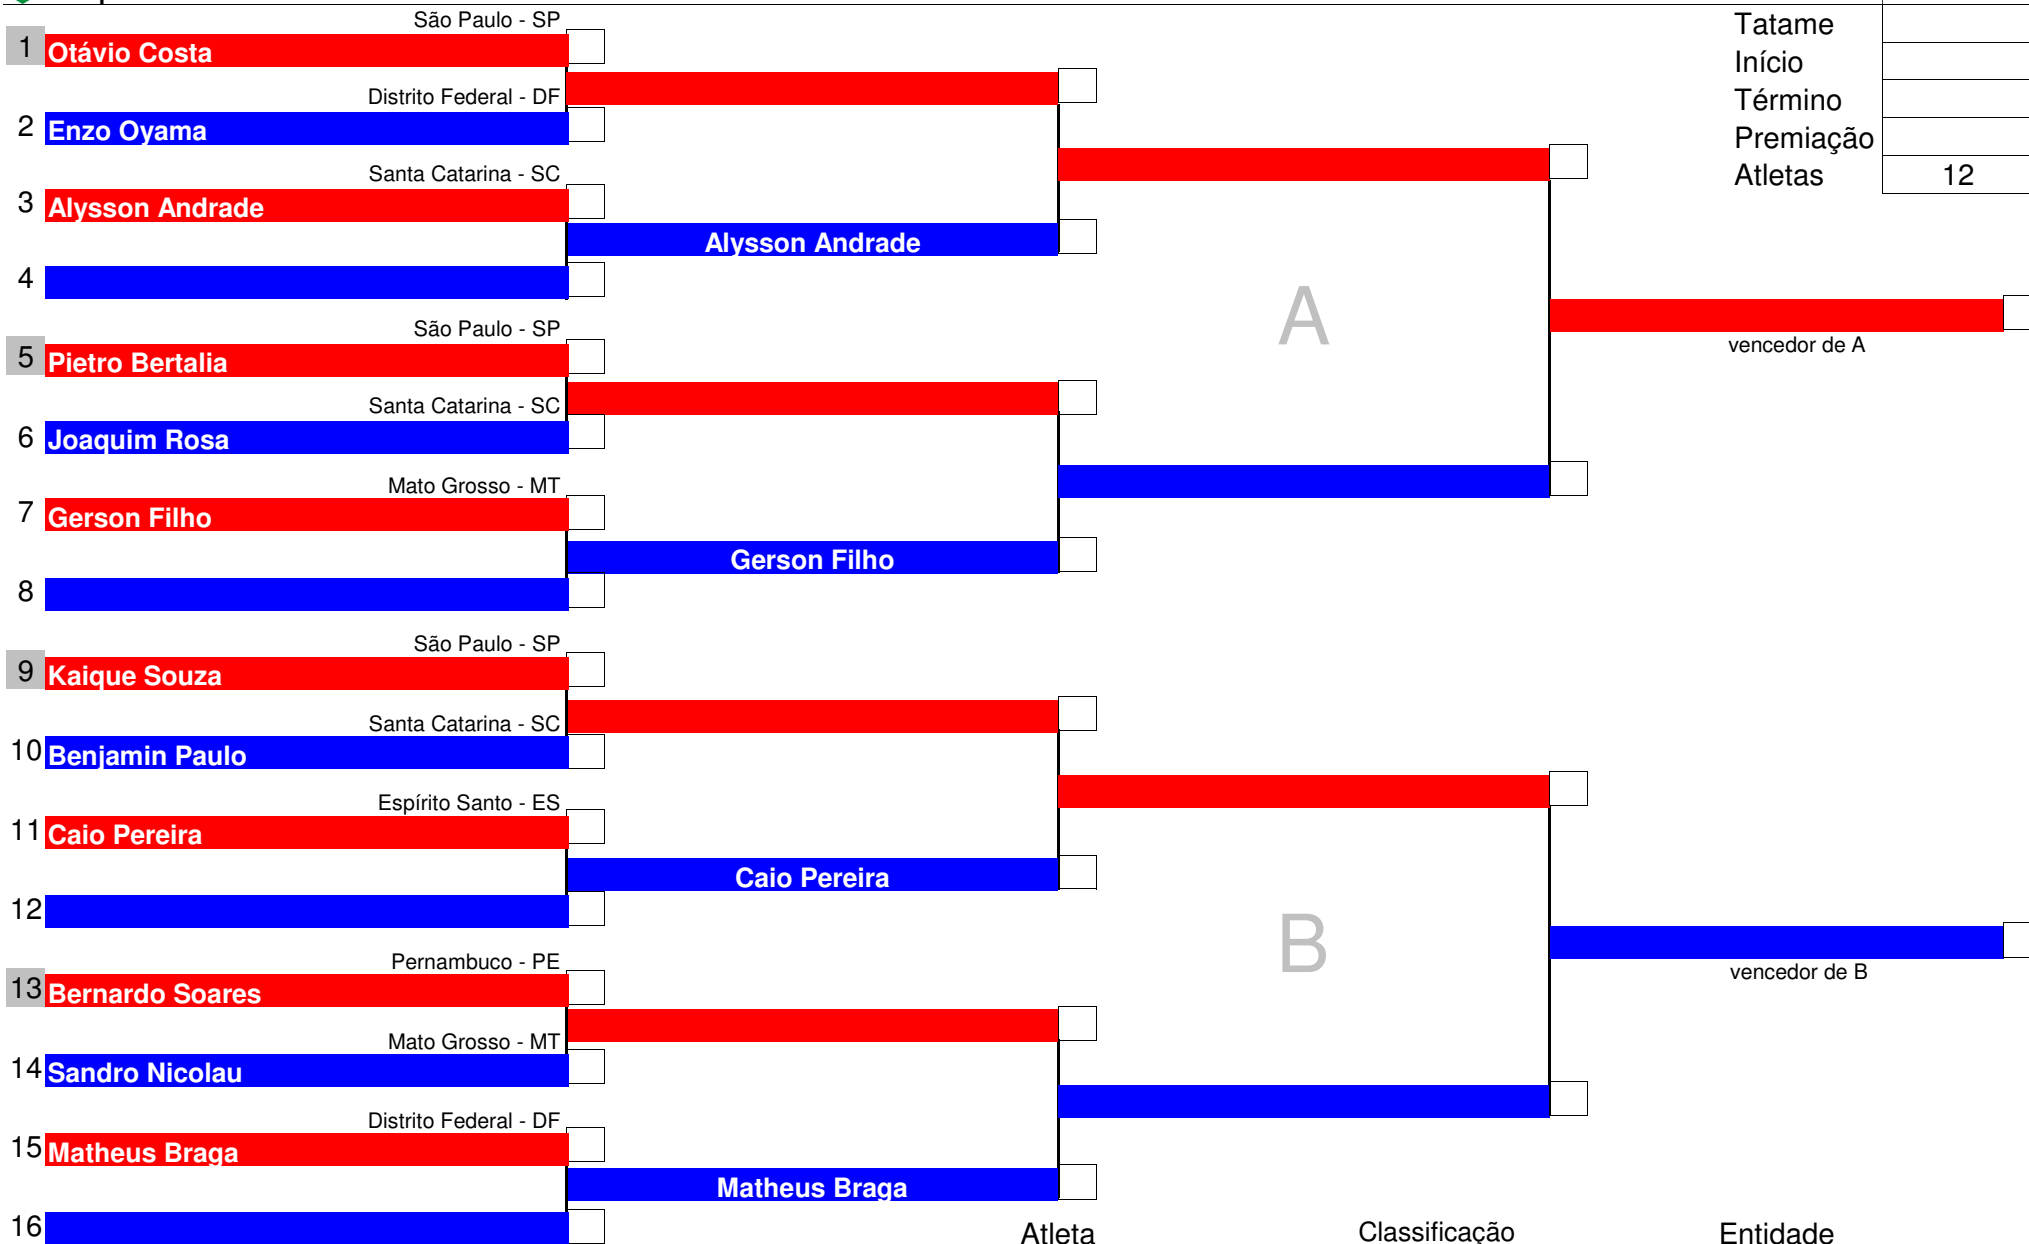 São Paulo - SP
1 Otávio Costa
Distrito Federal - DF
2 Enzo Oyama
Santa Catarina - SC
3 Alysson Andrade
Alysson Andrade
4
São Paulo - SP
5 Pietro Bertalia
Santa Catarina - SC
6 Joaquim Rosa
Mato Grosso - MT
7 Gerson Filho
Gerson Filho
8
São Paulo - SP
9 Kaique Souza
Santa Catarina - SC
10 Benjamin Paulo
Espírito Santo - ES
11 Caio Pereira
Caio Pereira
12
Pernambuco - PE
13 Bernardo Soares
Mato Grosso - MT
14 Sandro Nicolau
Distrito Federal - DF
15 Matheus Braga
Matheus Braga
16
A
B
Tatame
Início
Término
Premiação
Atletas 12
vencedor de A
vencedor de B
Atleta Classificação Entidade